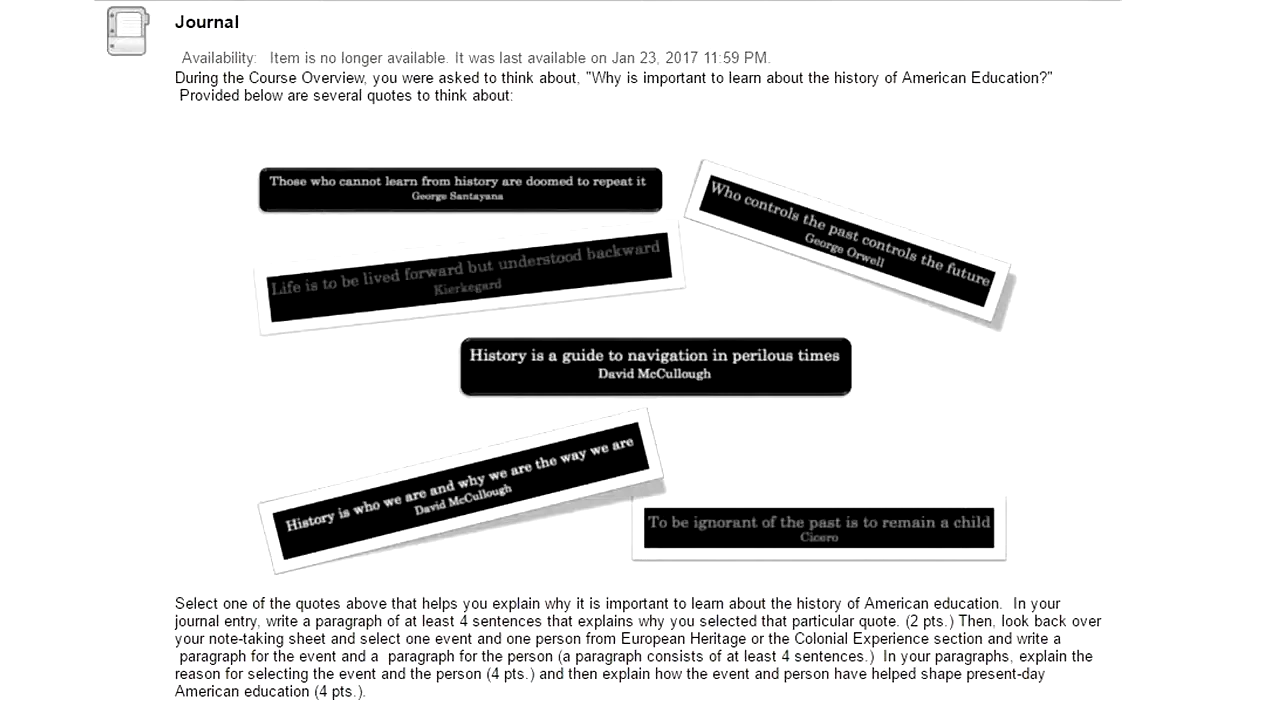 Journal
Availability: Item is no longer available. It was last available on Jan 23, 2017 11:59 PM.
During the Course Overview, you were asked to think about, "Why is important to learn about the history of American Education?"
Provided below are several quotes to think about:
Those who cannot learn from history are doomed to repeat it
George Santayana
Who controls the past controls the future
George Orwell
Life is to be lived forward but understood backward
Kierkegard
History is a guide to navigation in perilous times
David McCullough
History is who we are and why we are the way we are
David McCullough
To be ignorant of the past is to remain a child
Cicero
Select one of the quotes above that helps you explain why it is important to learn about the history of American education. In your
journal entry, write a paragraph of at least 4 sentences that explains why you selected that particular quote. (2 pts.) Then, look back over
your note-taking sheet and select one event and one person from European Heritage or the Colonial Experience section and write a
paragraph for the event and a paragraph for the person (a paragraph consists of at least 4 sentences.) In your paragraphs, explain the
reason for selecting the event and the person (4 pts.) and then explain how the event and person have helped shape present-day
American education (4 pts.).